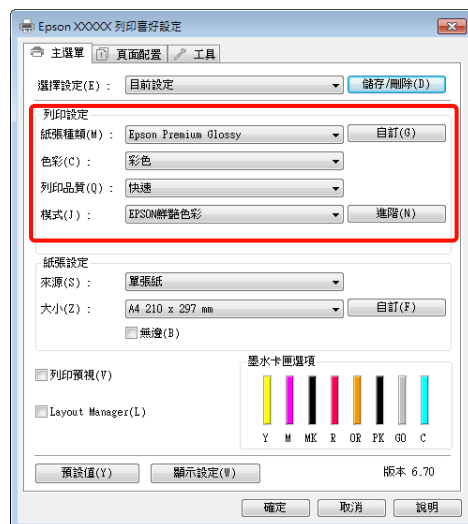 Epson XXXXX 列印喜好設定
主選單 頁面配置 工具
選擇設定(E): 目前設定 儲存/刪除(D)
列印設定
紙張種類(M): Epson Premium Glossy 自訂(G)
色彩(C): 彩色
列印品質(Q): 快速
模式(J): EPSON鮮豔色彩 進階(N)
紙張設定
來源(S): 單張紙
大小(Z): A4 210 x 297 mm 自訂(F)
無邊(B)
墨水卡匣選項
列印預視(V)
Layout Manager(L)
Y M MK R OR PK GO C
預設值(Y) 顯示設定(W) 版本 6.70
確定 取消 說明